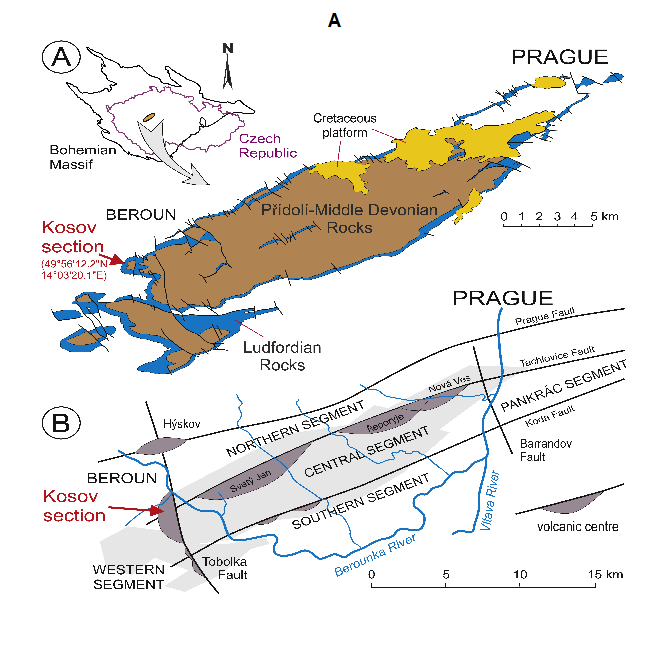 A
A
N
PRAGUE
Cretaceous
platform
Czech
Republic
Bohemian
Massif
BEROUN
Přídolí-Middle Devonian
Rocks
Kosov
section
(49°56'12.2"N
14°03'20.1"E)
0 1 2 3 5 km
Ludfordian
Rocks
PRAGUE
Prague Fault
Tachlovice Fault
Nová Ves
PANKRÁC SEGMENT
B
Hýskov
NORTHERN SEGMENT
Řeporyje
Koda Fault
Barrandov
Fault
CENTRAL SEGMENT
BEROUN
Svatý Jan
Kosov
section
SOUTHERN SEGMENT
Vltava River
volcanic centre
Berounka River
WESTERN
SEGMENT
Tobolka
Fault
0 5 10 15 km